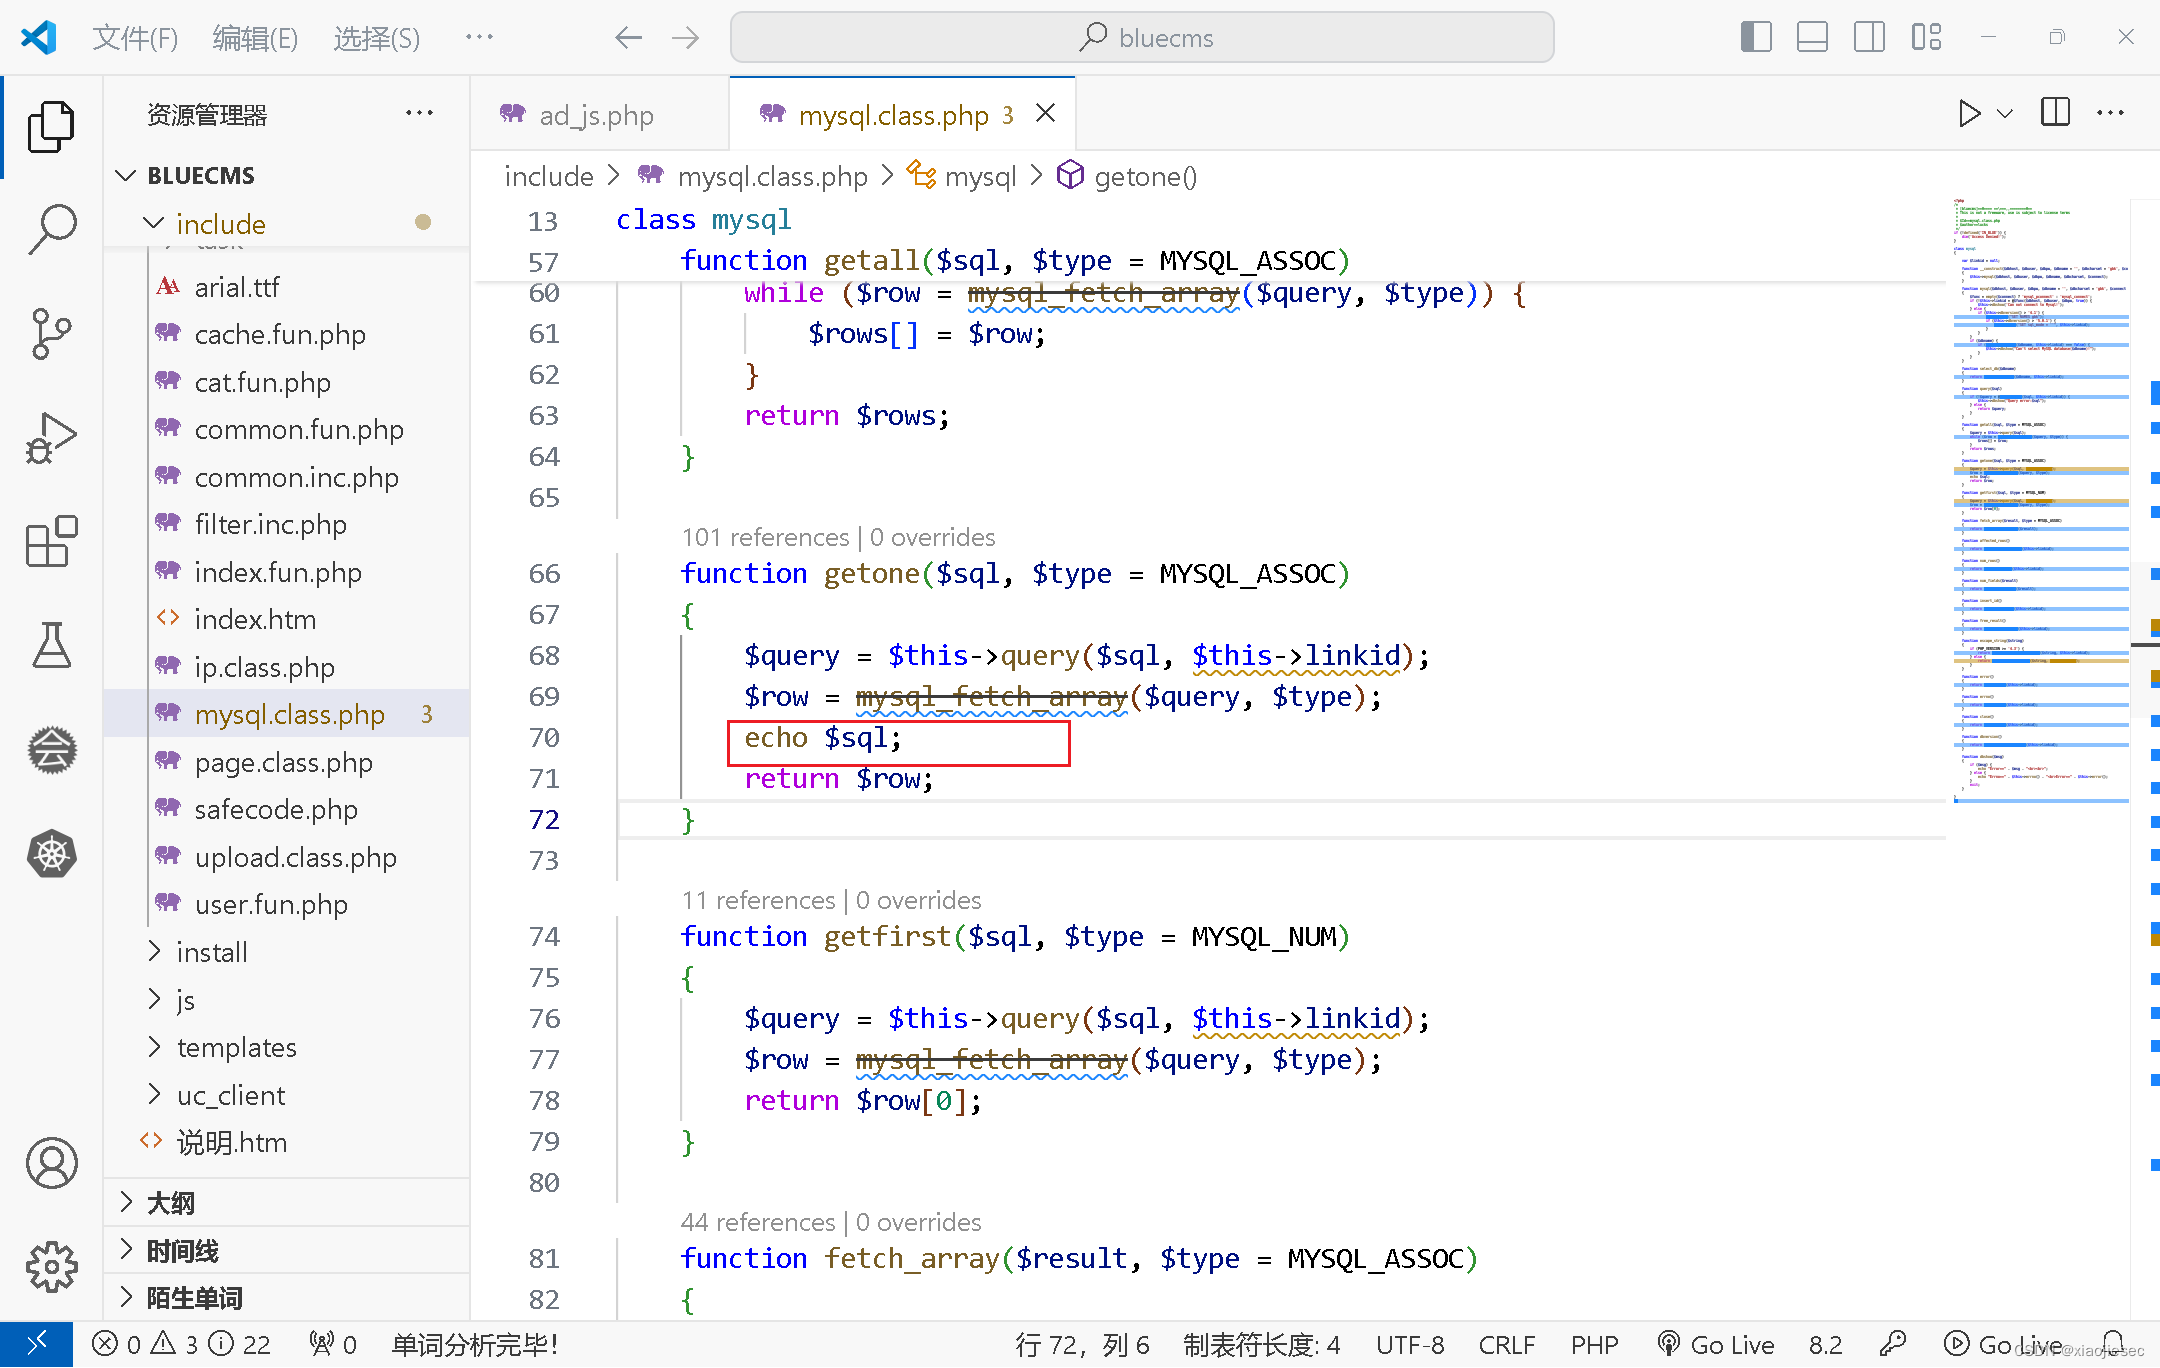 文件(F) 编辑(E) 选择(S) ··· bluecms
资源管理器 ···
BLUECMS
include
arial.ttf
cache.fun.php
cat.fun.php
common.fun.php
common.inc.php
filter.inc.php
index.fun.php
index.htm
ip.class.php
mysql.class.php 3
page.class.php
safecode.php
upload.class.php
user.fun.php
install
js
templates
uc_client
说明.htm
大纲
时间线
陌生单词
ad_js.php mysql.class.php 3
include > mysql.class.php > mysql > getone()
13 class mysql
57 function getall($sql, $type = MYSQL_ASSOC)
60 while ($row = mysql_fetch_array($query, $type)) {
61 $rows[] = $row;
62 }
63 return $rows;
64 }
65
101 references | 0 overrides
66 function getone($sql, $type = MYSQL_ASSOC)
67 {
68 $query = $this->query($sql, $this->linkid);
69 $row = mysql_fetch_array($query, $type);
70 echo $sql;
71 return $row;
72 }
73
11 references | 0 overrides
74 function getfirst($sql, $type = MYSQL_NUM)
75 {
76 $query = $this->query($sql, $this->linkid);
77 $row = mysql_fetch_array($query, $type);
78 return $row[0];
79 }
80
44 references | 0 overrides
81 function fetch_array($result, $type = MYSQL_ASSOC)
82 {
0 3 22 0 单词分析完毕! 行 72，列 6 制表符长度: 4 UTF-8 CRLF PHP Go Live 8.2 Go Live
CSDN @xiaojiesec